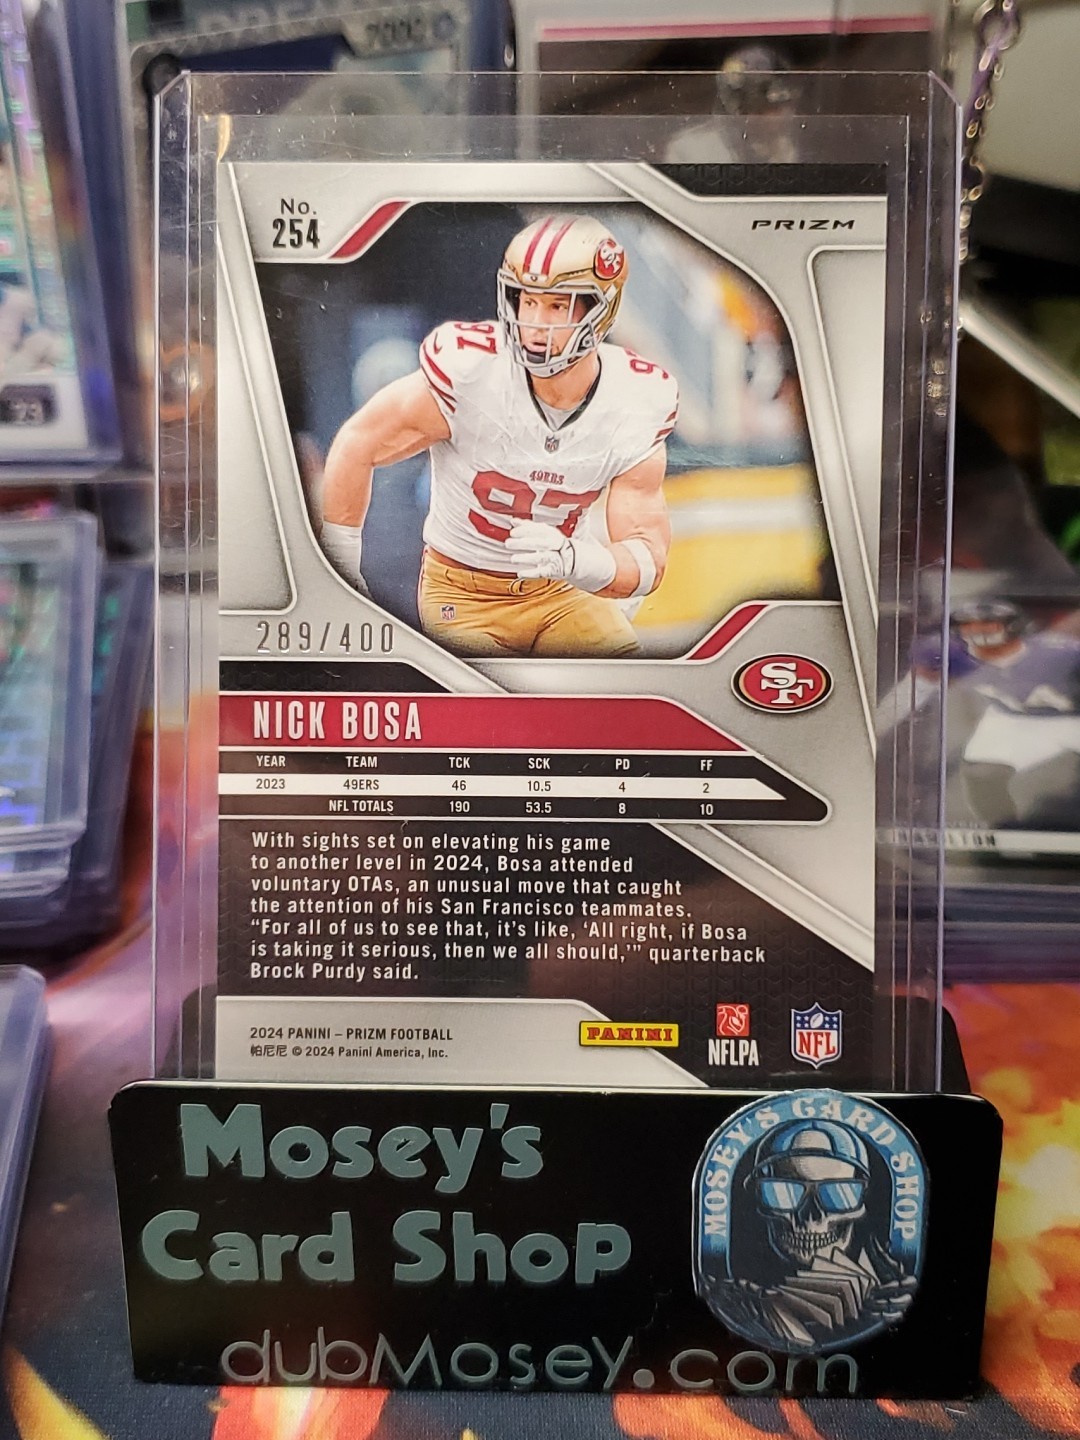 No.
254
PRIZM
97
97
49ERS
97
289/400
SF
NICK BOSA
YEAR TEAM TCK SCK PD FF
2023 49ERS 46 10.5 4 2
NFL TOTALS 190 53.5 8 10
With sights set on elevating his game
to another level in 2024, Bosa attended
voluntary OTAs, an unusual move that caught
the attention of his San Francisco teammates.
“For all of us to see that, it's like, ‘All right, if Bosa
is taking it serious, then we all should,’” quarterback
Brock Purdy said.
2024 PANINI – PRIZM FOOTBALL
帕尼尼 © 2024 Panini America, Inc.
PANINI
NFLPA
NFL
Mosey's
Card Shop
dubMosey.com
MOSEY'S CARD SHOP